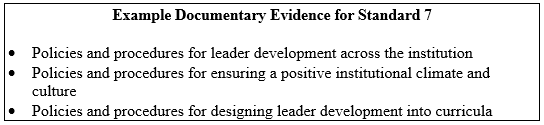 Example Documentary Evidence for Standard 7
• Policies and procedures for leader development across the institution
• Policies and procedures for ensuring a positive institutional climate and
culture
• Policies and procedures for designing leader development into curricula